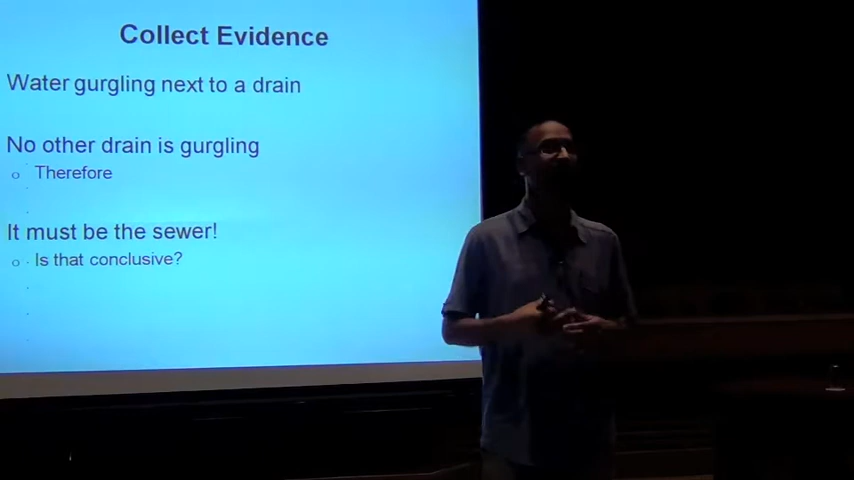 Collect Evidence
Water gurgling next to a drain
No other drain is gurgling
o Therefore
It must be the sewer!
o Is that conclusive?